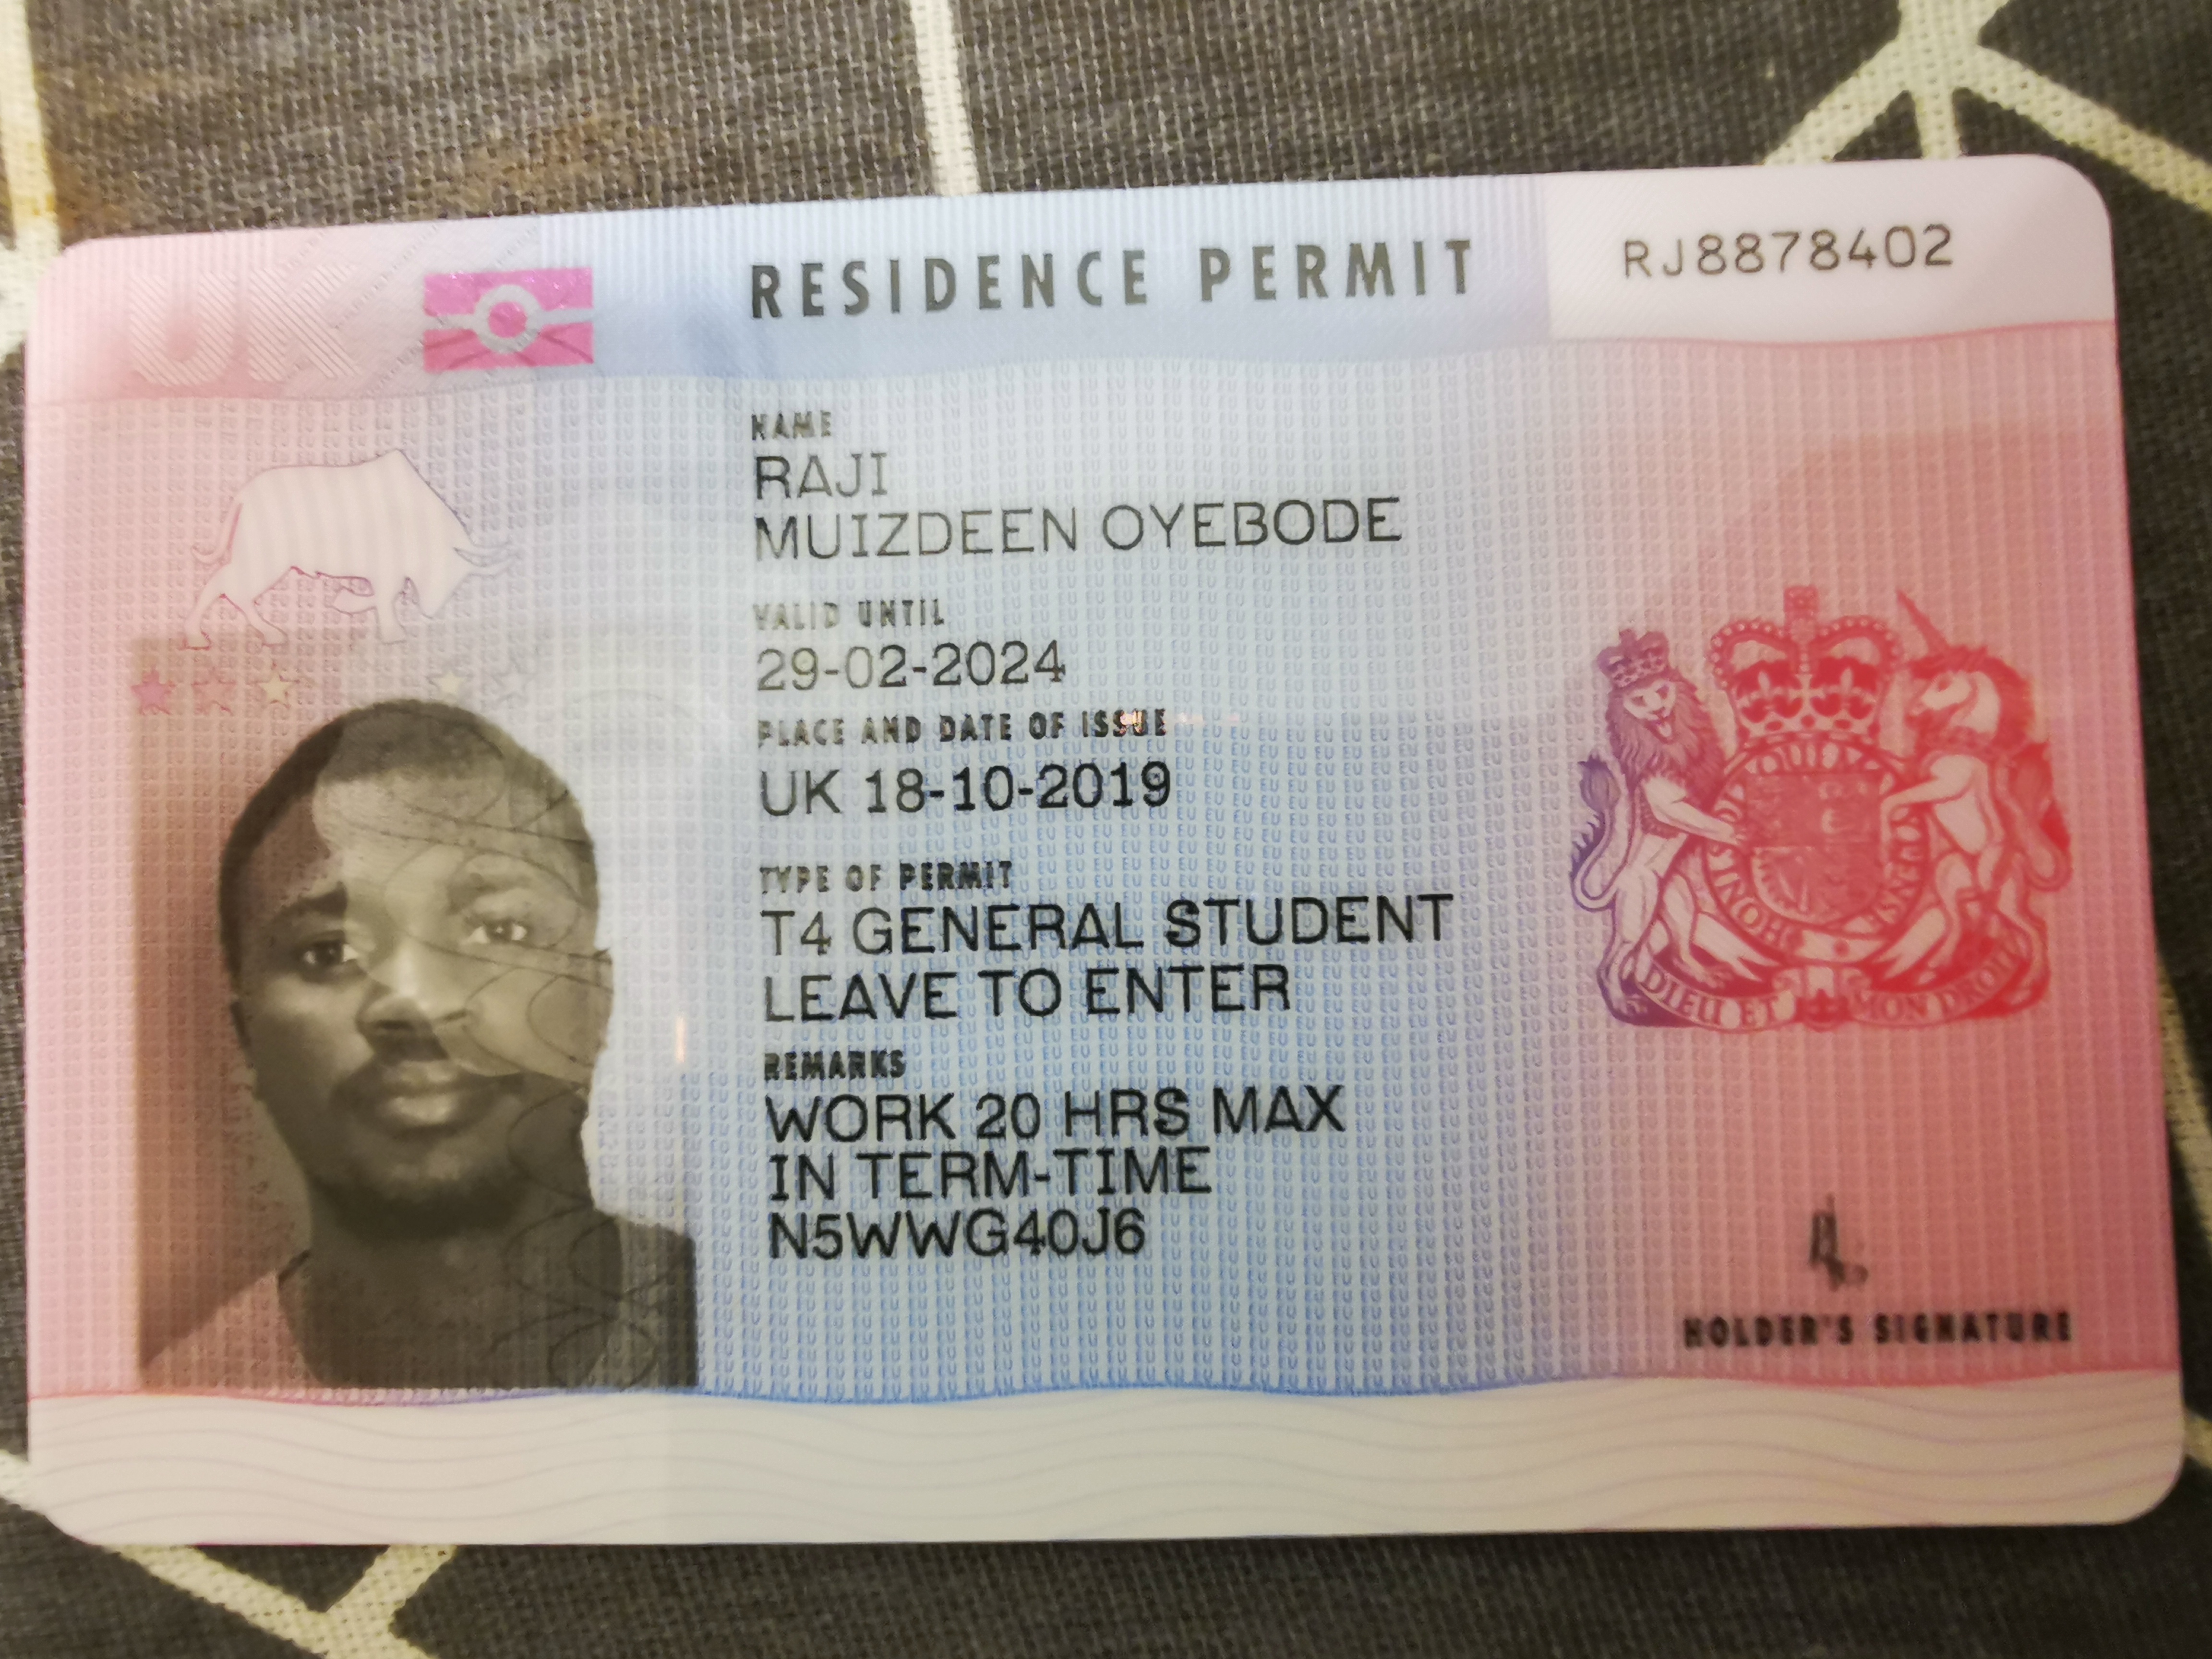 UK
RESIDENCE PERMIT
RJ8878402
NAME
RAJI
MUIZDEEN OYEBODE
VALID UNTIL
29-02-2024
PLACE AND DATE OF ISSUE
UK 18-10-2019
TYPE OF PERMIT
T4 GENERAL STUDENT
LEAVE TO ENTER
REMARKS
WORK 20 HRS MAX
IN TERM-TIME
N5WWG40J6
DIEU ET MON DROIT
HOLDER'S SIGNATURE